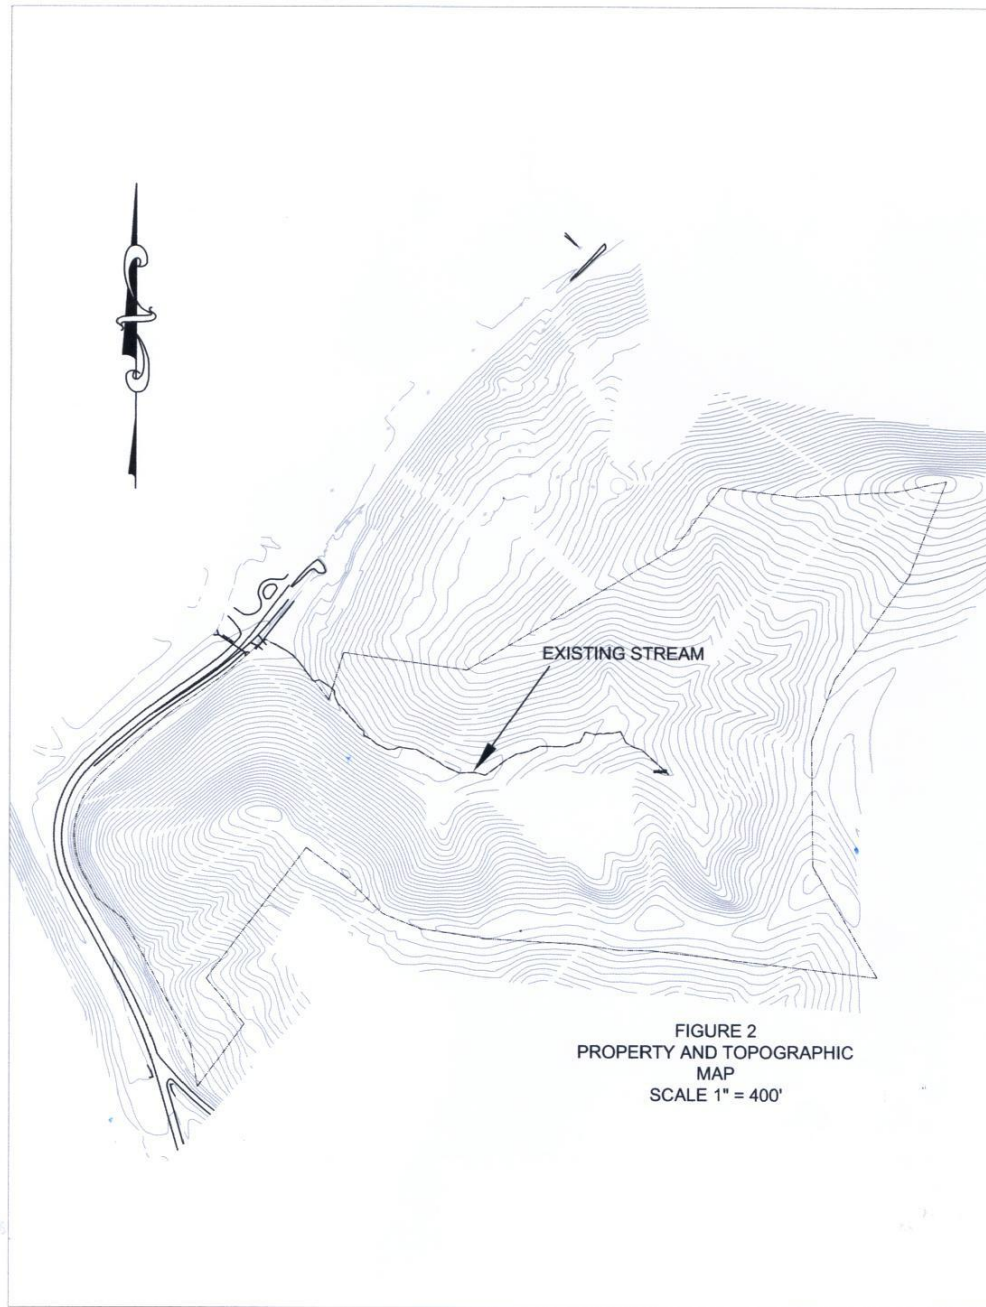 EXISTING STREAM
FIGURE 2
PROPERTY AND TOPOGRAPHIC
MAP
SCALE 1" = 400'